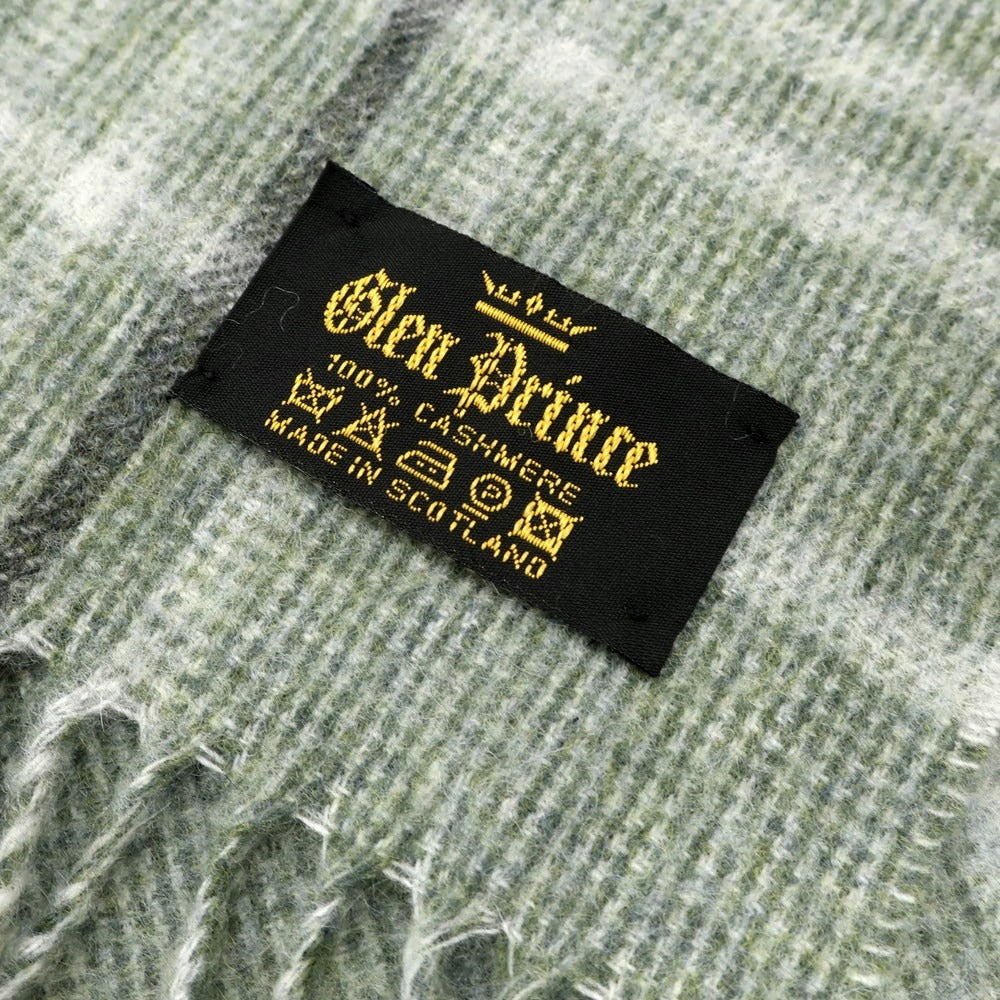 Glen Prince
100% CASHMERE
P
MADE IN SCOTLAND